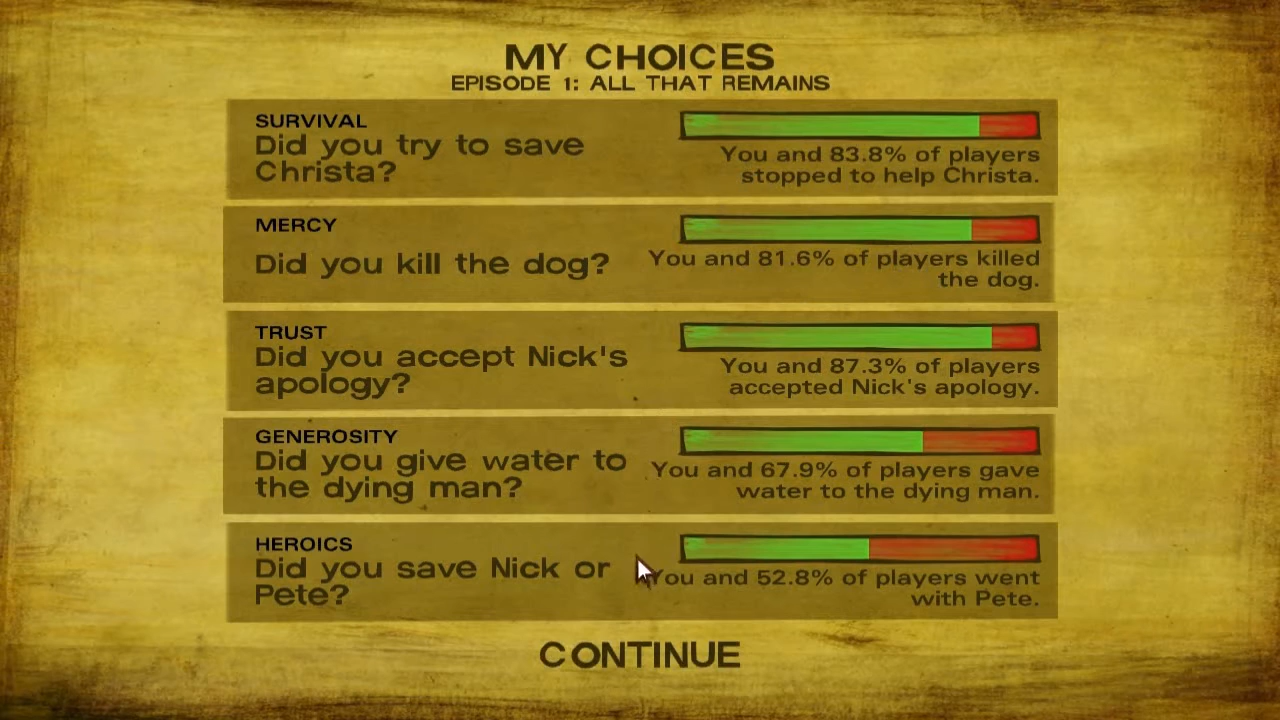 MY CHOICES
EPISODE 1: ALL THAT REMAINS
SURVIVAL
Did you try to save
Christa?
You and 83.8% of players
stopped to help Christa.
MERCY
Did you kill the dog?
You and 81.6% of players killed
the dog.
TRUST
Did you accept Nick's
apology?
You and 87.3% of players
accepted Nick's apology.
GENEROSITY
Did you give water to
the dying man?
You and 67.9% of players gave
water to the dying man.
HEROICS
Did you save Nick or
Pete?
You and 52.8% of players went
with Pete.
CONTINUE